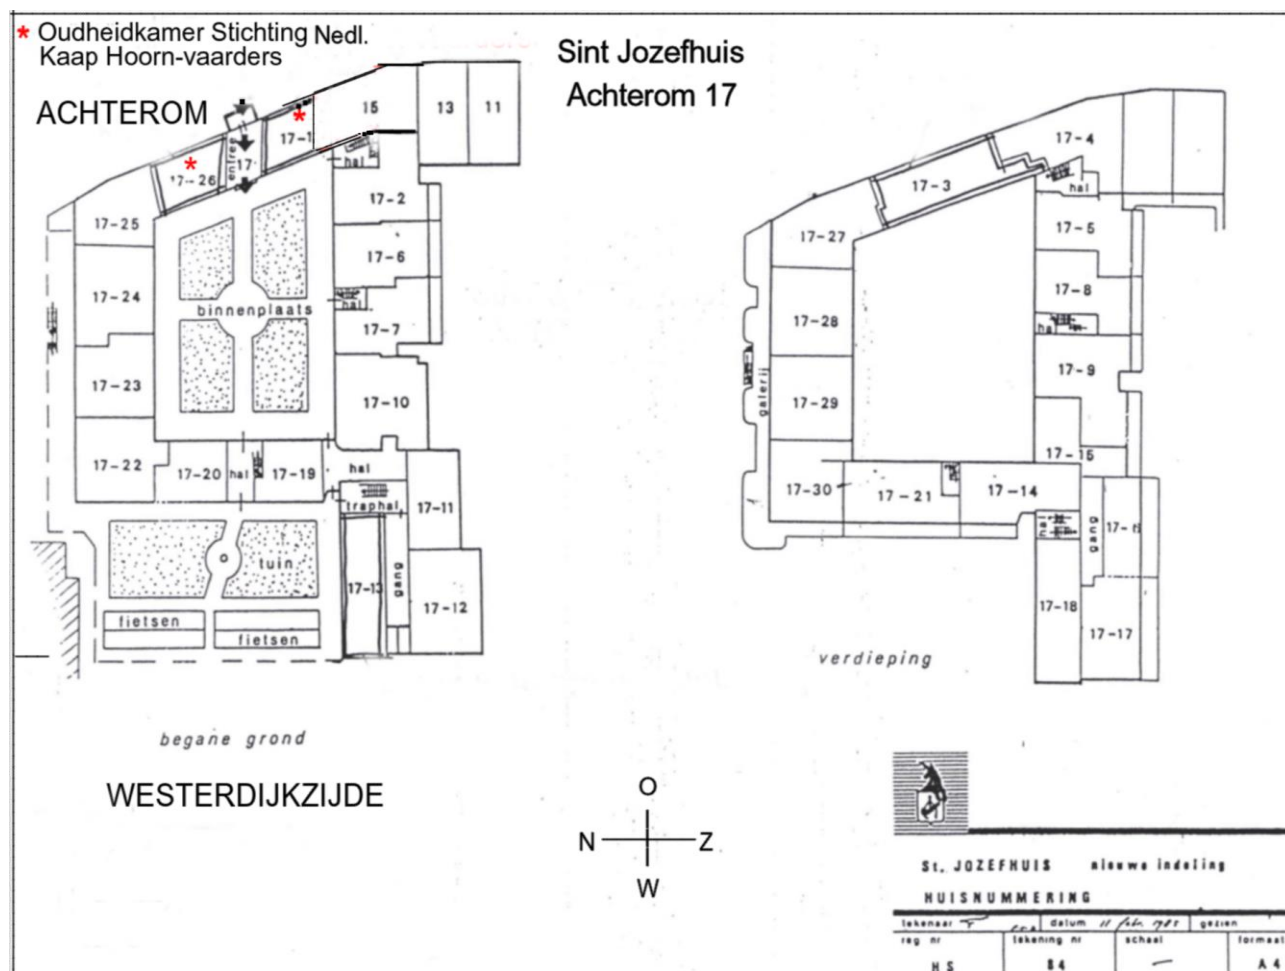 * Oudheidkamer Stichting Nedl.
Kaap Hoorn-vaarders
ACHTEROM
Sint Jozefhuis
Achterom 17
15
13
11
17-1
*
entree
17
*
17-26
hal
17-2
17-25
17-6
17-24
hal
binnenplaats
17-7
17-23
17-10
17-22
17-20
hal
17-19
hal
traphal
17-11
tuin
17-13
gang
17-12
fietsen
fietsen
begane grond
WESTERDIJKZIJDE
17-4
17-3
hal
17-27
17-5
17-8
17-28
hal
17-9
galerij
17-29
17-15
17-30
17-21
17-14
hal
gang
17-18
17-17
verdieping
O
N
Z
W
St. JOZEFHUIS nieuwe indeling
HUISNUMMERING
tekenaar
datum 11 febr. 1985
gezien
reg nr
tekening nr
schaal
formaat
HS
84
—
A4